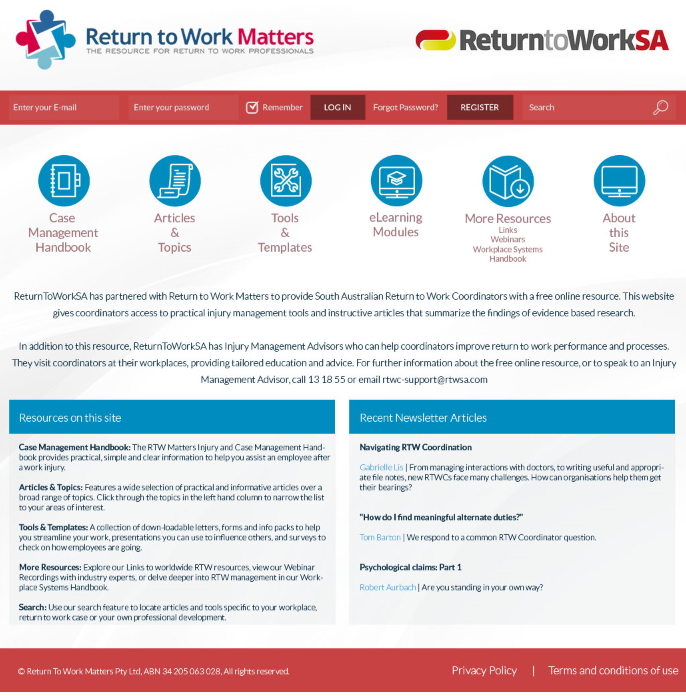 Return to Work Matters
THE RESOURCE FOR RETURN TO WORK PROFESSIONALS
ReturntoWorkSA
Enter your E-mail
Enter your password
Remember
LOG IN
Forgot Password?
REGISTER
Search
Case
Management
Handbook
Articles
&
Topics
Tools
&
Templates
eLearning
Modules
More Resources
Links
Webinars
Workplace Systems
Handbook
About
this
Site
ReturnToWorkSA has partnered with Return to Work Matters to provide South Australian Return to Work Coordinators with a free online resource. This website
gives coordinators access to practical injury management tools and instructive articles that summarize the findings of evidence based research.
In addition to this resource, ReturnToWorkSA has Injury Management Advisors who can help coordinators improve return to work performance and processes.
They visit coordinators at their workplaces, providing tailored education and advice. For further information about the free online resource, or to speak to an Injury
Management Advisor, call 13 18 55 or email rtwc-support@rtwsa.com
Resources on this site
Case Management Handbook: The RTW Matters Injury and Case Management Hand-
book provides practical, simple and clear information to help you assist an employee after
a work injury.
Articles & Topics: Features a wide selection of practical and informative articles over a
broad range of topics. Click through the topics in the left hand column to narrow the list
to your areas of interest.
Tools & Templates: A collection of down-loadable letters, forms and info packs to help
you streamline your work, presentations you can use to influence others, and surveys to
check on how employees are going.
More Resources: Explore our Links to worldwide RTW resources, view our Webinar
Recordings with industry experts, or delve deeper into RTW management in our Work-
place Systems Handbook.
Search: Use our search feature to locate articles and tools specific to your workplace,
return to work case or your own professional development.
Recent Newsletter Articles
Navigating RTW Coordination
Gabrielle Lis | From managing interactions with doctors, to writing useful and appropri-
ate file notes, new RTWCs face many challenges. How can organisations help them get
their bearings?
"How do I find meaningful alternate duties?"
Tom Barton | We respond to a common RTW Coordinator question.
Psychological claims: Part 1
Robert Aurbach | Are you standing in your own way?
© Return To Work Matters Pty Ltd, ABN 34 205 063 028, All rights reserved.
Privacy Policy | Terms and conditions of use